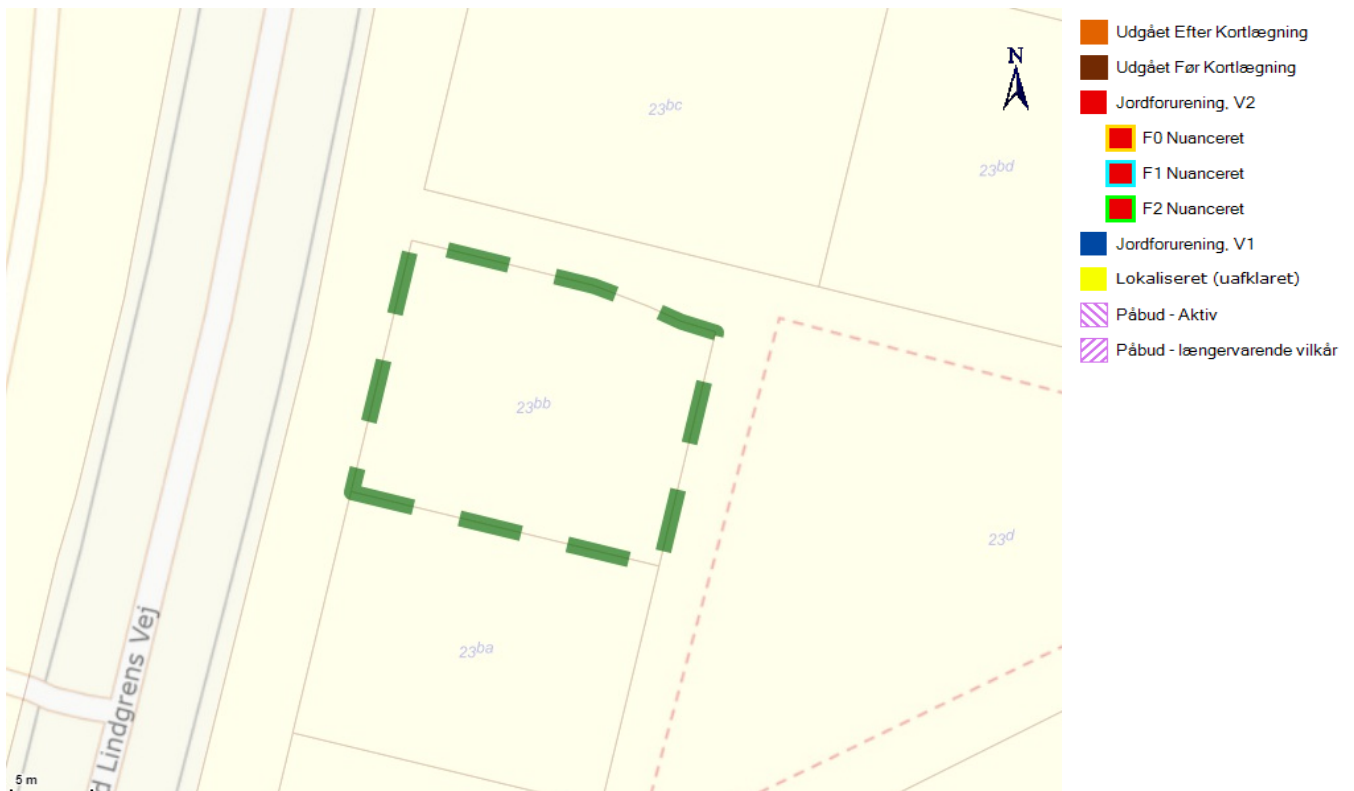 23bc
N
23bd
23bb
23d
23ba
d Lindgrens Vej
5 m
Udgået Efter Kortlægning
Udgået Før Kortlægning
Jordforurening, V2
F0 Nuanceret
F1 Nuanceret
F2 Nuanceret
Jordforurening, V1
Lokaliseret (uafklaret)
Påbud - Aktiv
Påbud - længervarende vilkår